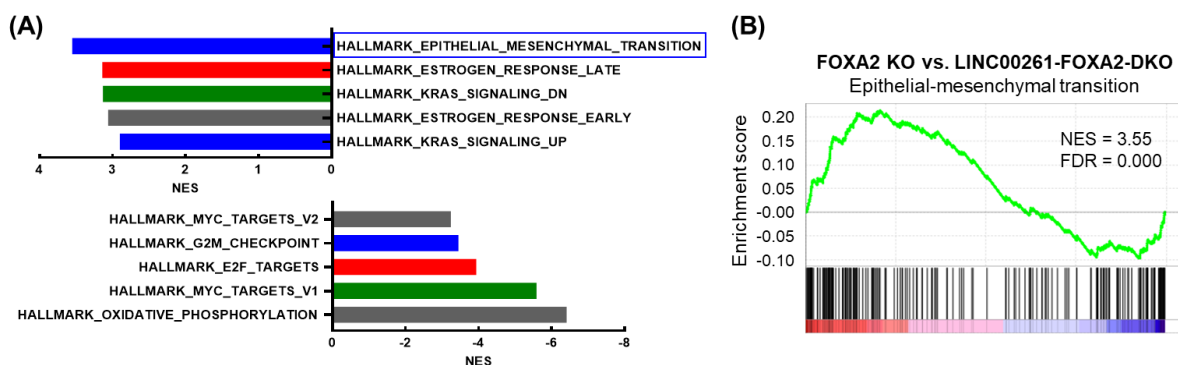 (A)
HALLMARK_EPITHELIAL_MESENCHYMAL_TRANSITION
HALLMARK_ESTROGEN_RESPONSE_LATE
HALLMARK_KRAS_SIGNALING_DN
HALLMARK_ESTROGEN_RESPONSE_EARLY
HALLMARK_KRAS_SIGNALING_UP
4 3 2 1 0
NES
HALLMARK_MYC_TARGETS_V2
HALLMARK_G2M_CHECKPOINT
HALLMARK_E2F_TARGETS
HALLMARK_MYC_TARGETS_V1
HALLMARK_OXIDATIVE_PHOSPHORYLATION
0 -2 -4 -6 -8
NES
(B)
FOXA2 KO vs. LINC00261-FOXA2-DKO
Epithelial-mesenchymal transition
Enrichment score
0.20
0.15
0.10
0.05
-0.00
-0.05
-0.10
NES = 3.55
FDR = 0.000